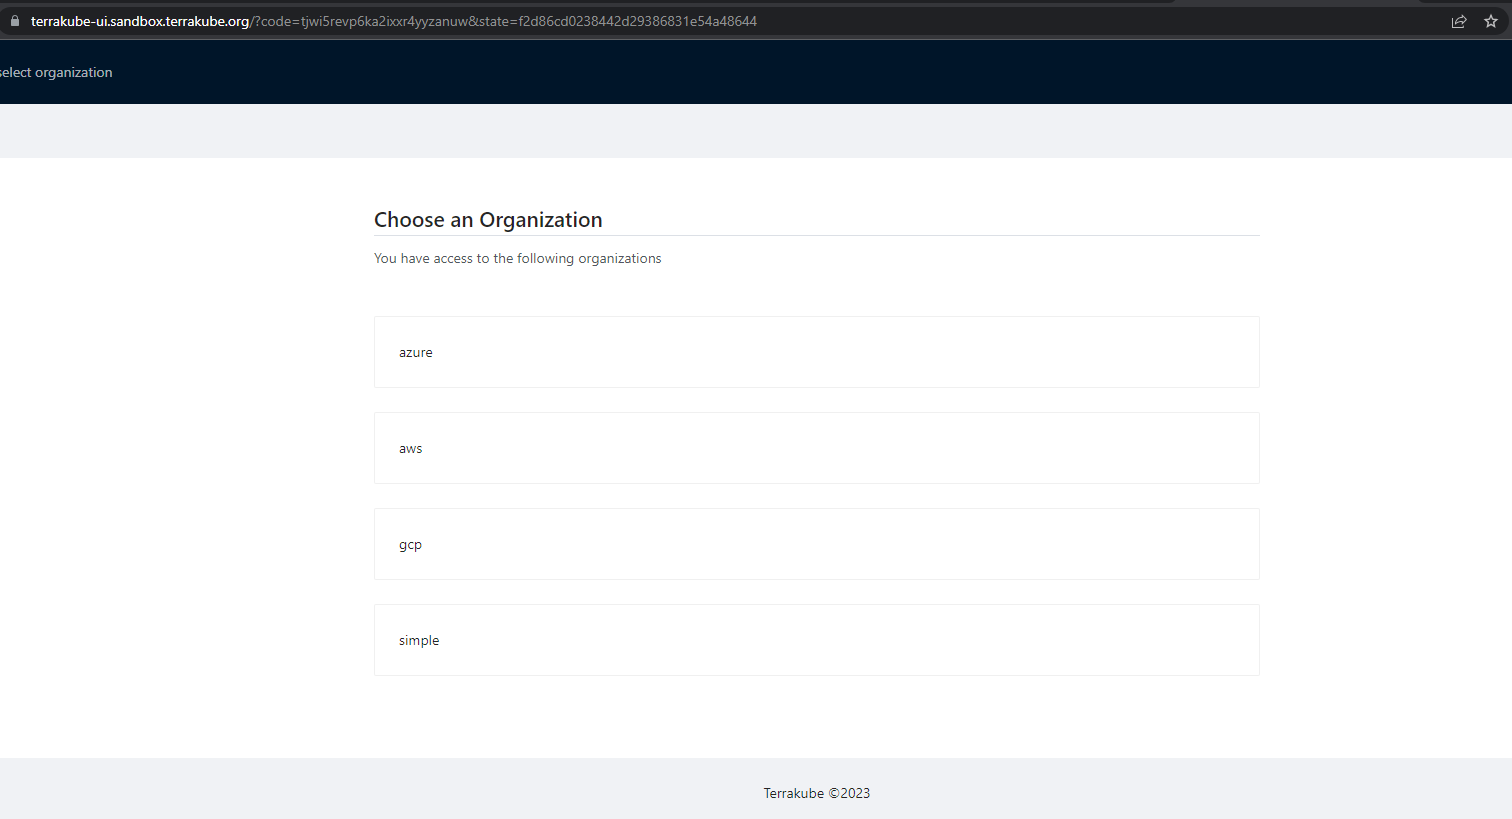 terrakube-ui.sandbox.terrakube.org/?code=tjwi5revp6ka2ixxr4yyzanuw&state=f2d86cd0238442d29386831e54a48644
select organization
Choose an Organization
You have access to the following organizations
azure
aws
gcp
simple
Terrakube ©2023